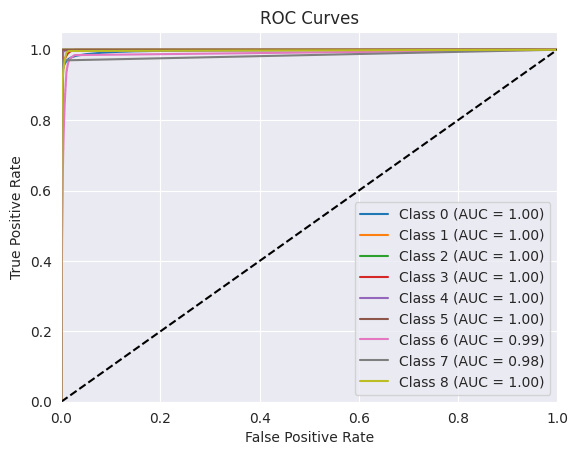 ROC Curves
True Positive Rate
1.0
0.8
0.6
0.4
0.2
0.0
Class 0 (AUC = 1.00)
Class 1 (AUC = 1.00)
Class 2 (AUC = 1.00)
Class 3 (AUC = 1.00)
Class 4 (AUC = 1.00)
Class 5 (AUC = 1.00)
Class 6 (AUC = 0.99)
Class 7 (AUC = 0.98)
Class 8 (AUC = 1.00)
0.0 0.2 0.4 0.6 0.8 1.0
False Positive Rate